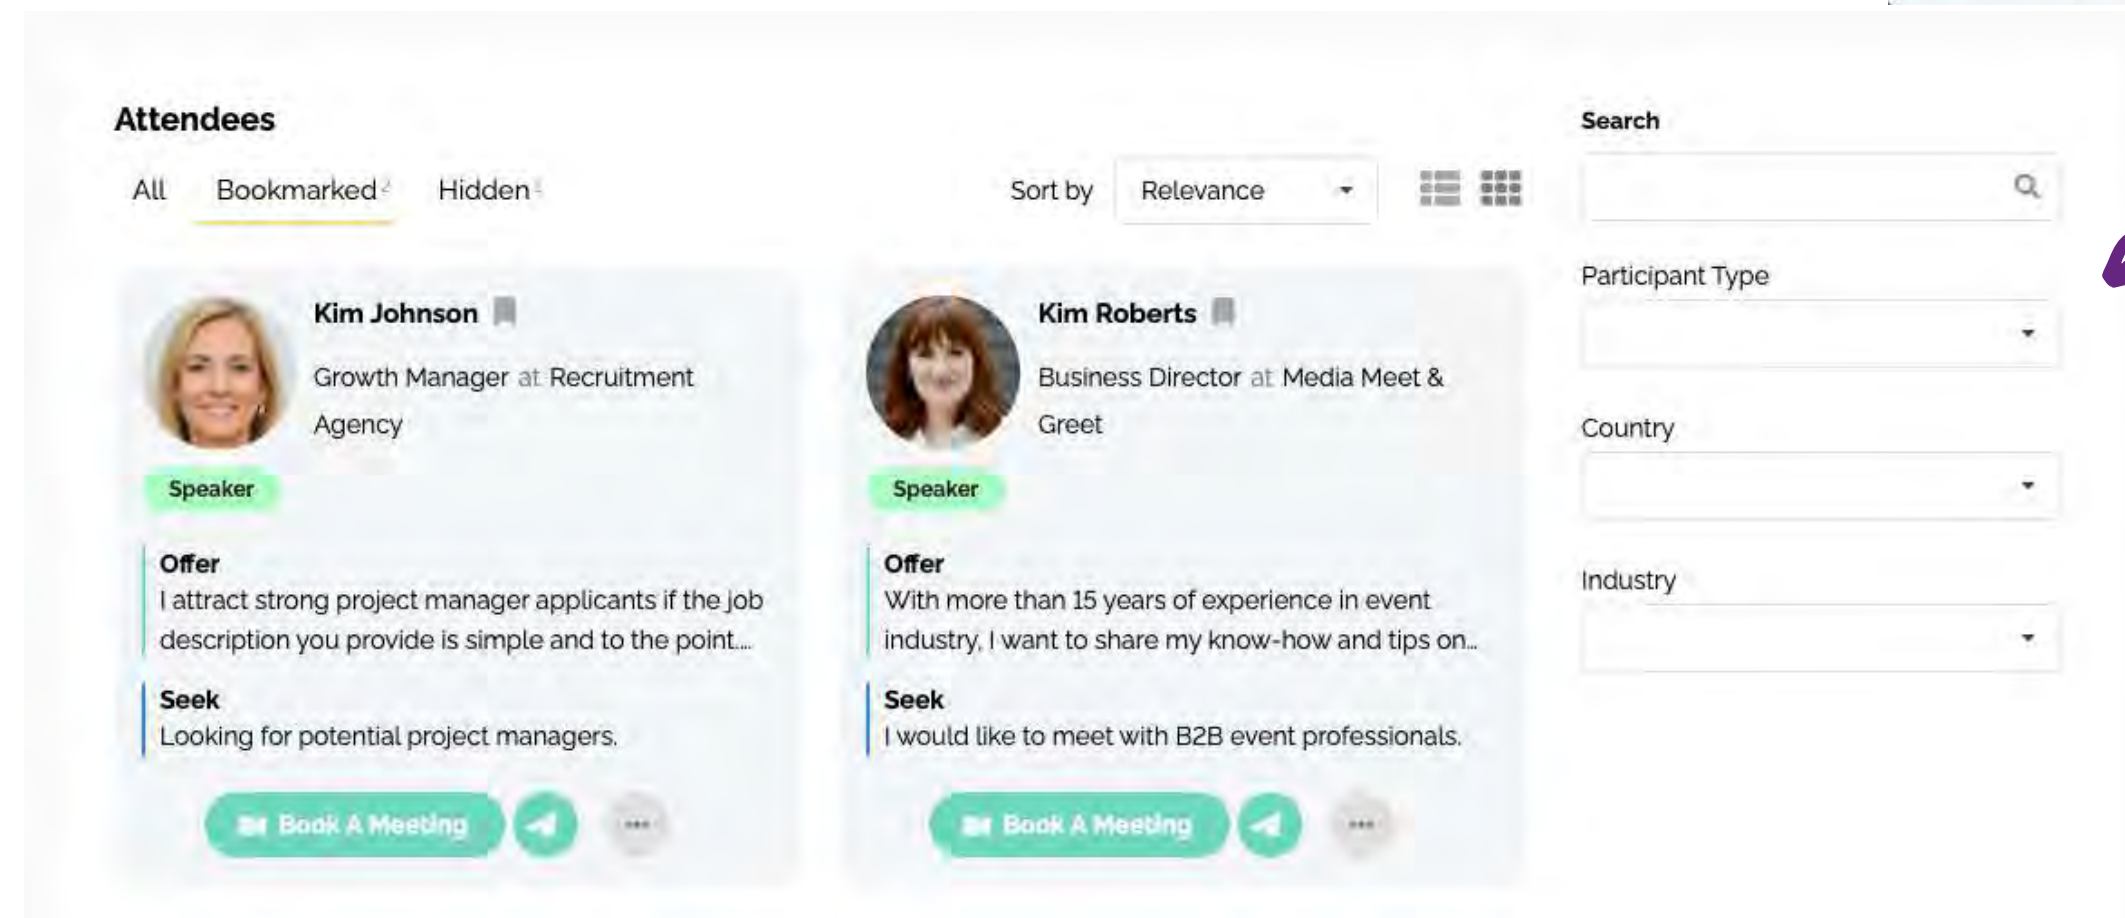 Attendees
All Bookmarked 2 Hidden
Sort by Relevance
Kim Johnson
Growth Manager at Recruitment
Agency
Speaker
Offer
I attract strong project manager applicants if the job
description you provide is simple and to the point....
Seek
Looking for potential project managers.
Book A Meeting
Kim Roberts
Business Director at Media Meet &
Greet
Speaker
Offer
With more than 15 years of experience in event
industry, I want to share my know-how and tips on...
Seek
I would like to meet with B2B event professionals.
Book A Meeting
Search
Participant Type
Country
Industry